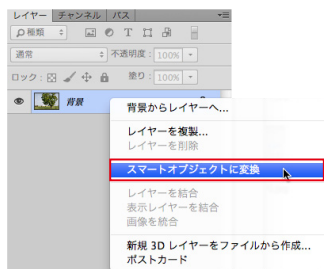 レイヤー チャンネル パス
種類
通常 不透明度: 100%
ロック: 塗り: 100%
背景
背景からレイヤーへ...
レイヤーを複製...
レイヤーを削除
スマートオブジェクトに変換
レイヤーを結合
表示レイヤーを結合
画像を統合
新規 3D レイヤーをファイルから作成...
ポストカード